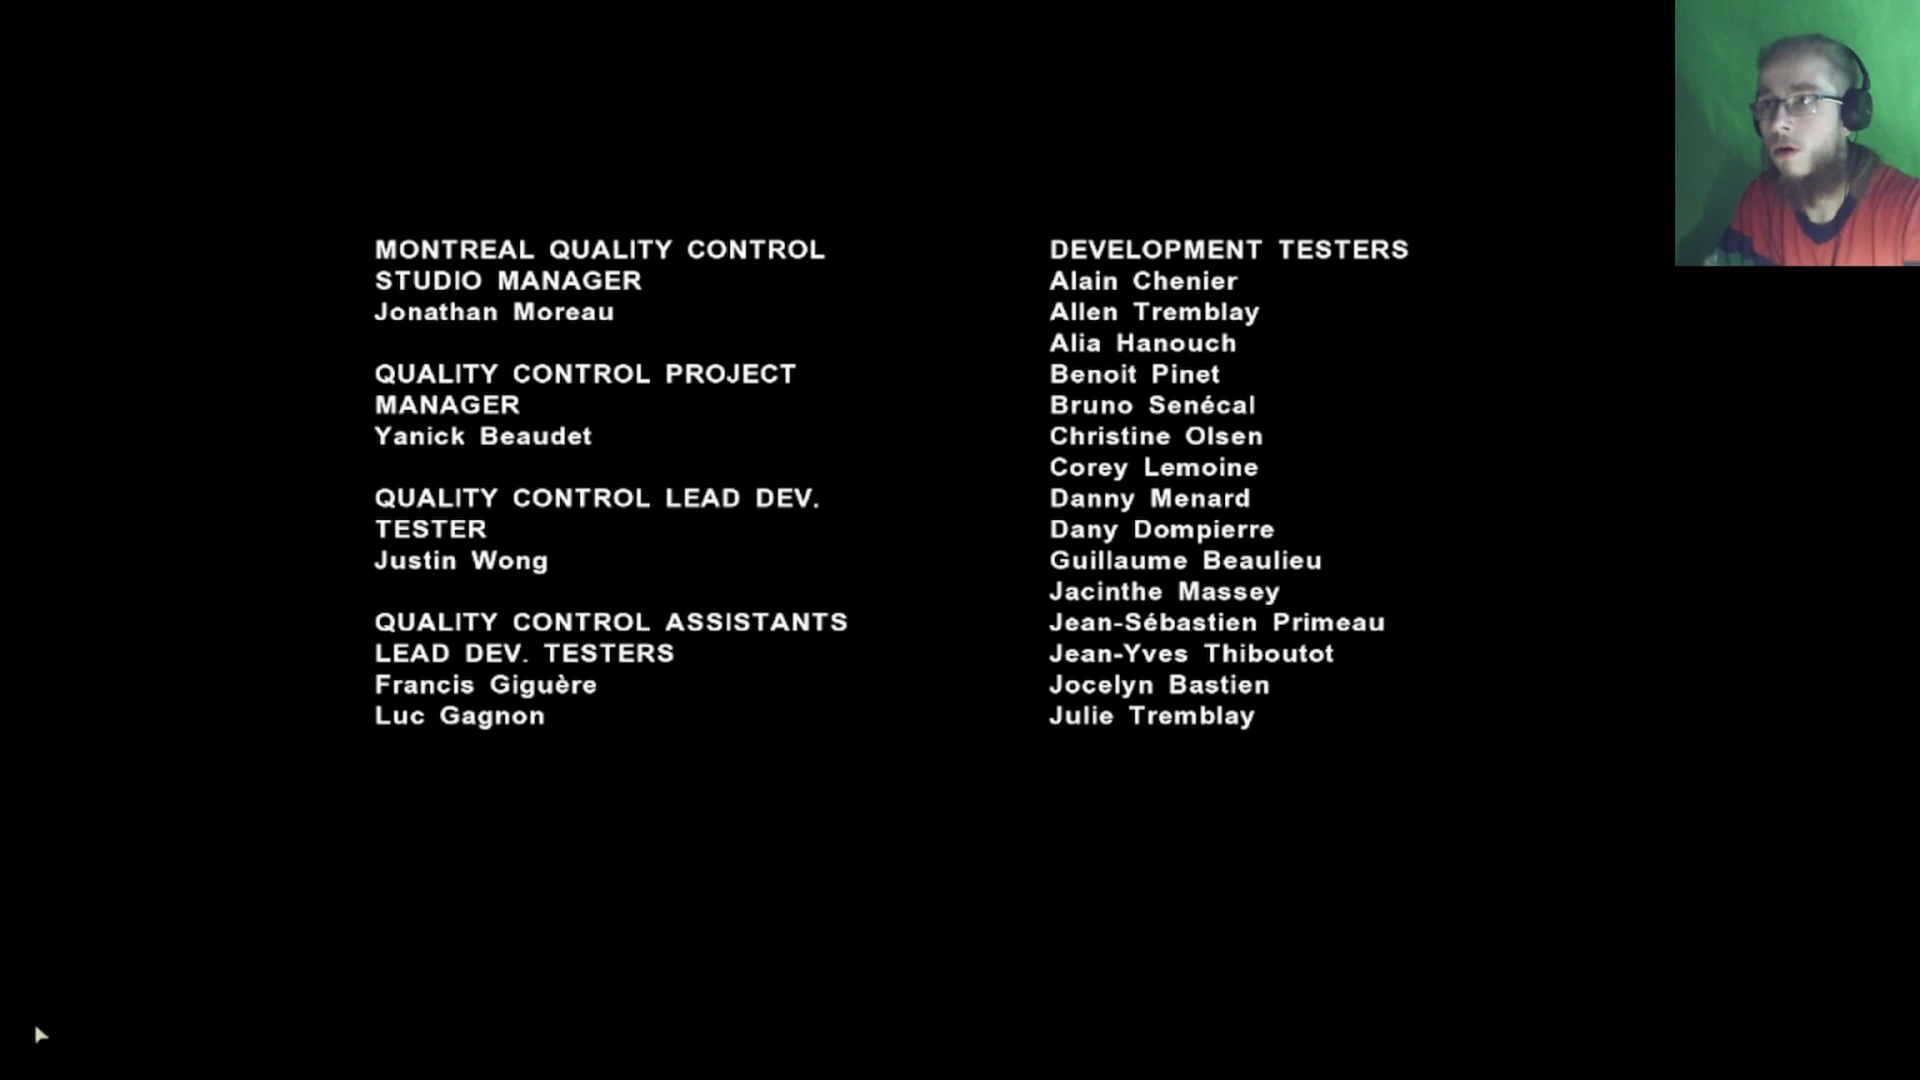 MONTREAL QUALITY CONTROL
STUDIO MANAGER
Jonathan Moreau
QUALITY CONTROL PROJECT
MANAGER
Yanick Beaudet
QUALITY CONTROL LEAD DEV.
TESTER
Justin Wong
QUALITY CONTROL ASSISTANTS
LEAD DEV. TESTERS
Francis Giguère
Luc Gagnon
DEVELOPMENT TESTERS
Alain Chenier
Allen Tremblay
Alia Hanouch
Benoit Pinet
Bruno Senécal
Christine Olsen
Corey Lemoine
Danny Menard
Dany Dompierre
Guillaume Beaulieu
Jacinthe Massey
Jean-Sébastien Primeau
Jean-Yves Thiboutot
Jocelyn Bastien
Julie Tremblay